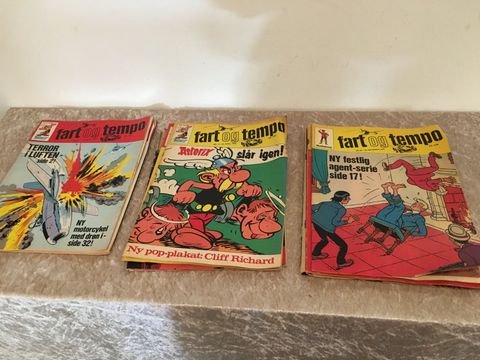 fart og tempo
TERROR
I LUFTEN
side 2!
NY
motorcykel
med drøn i-
side 32!
fart og tempo
Asterix
slår igen!
Ny pop-plakat: Cliff Richard
fart og tempo
NY festlig
agent-serie
side 17!